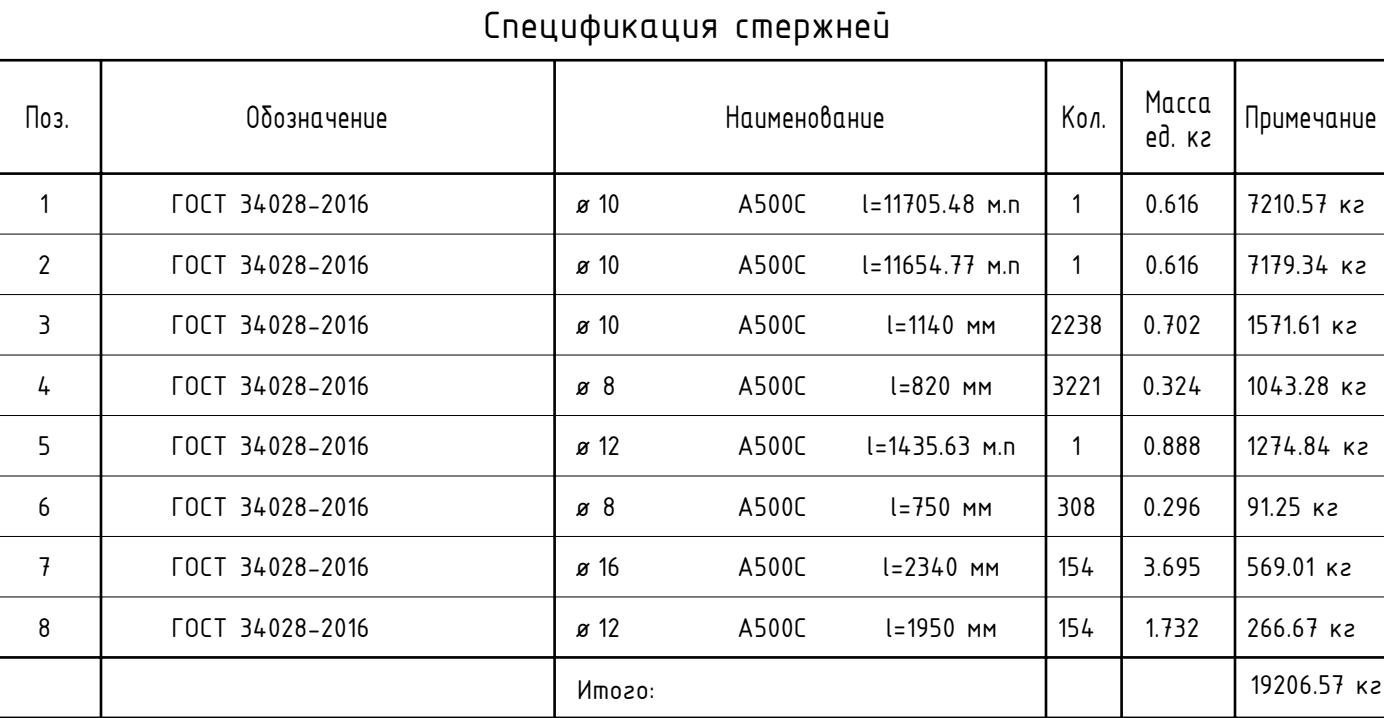 Спецификация стержней
Поз. Обозначение Наименование Кол. Масса ед. кг Примечание
1 ГОСТ 34028-2016 ø 10 А500С l=11705.48 м.п 1 0.616 7210.57 кг
2 ГОСТ 34028-2016 ø 10 А500С l=11654.77 м.п 1 0.616 7179.34 кг
3 ГОСТ 34028-2016 ø 10 А500С l=1140 мм 2238 0.702 1571.61 кг
4 ГОСТ 34028-2016 ø 8 А500С l=820 мм 3221 0.324 1043.28 кг
5 ГОСТ 34028-2016 ø 12 А500С l=1435.63 м.п 1 0.888 1274.84 кг
6 ГОСТ 34028-2016 ø 8 А500С l=750 мм 308 0.296 91.25 кг
7 ГОСТ 34028-2016 ø 16 А500С l=2340 мм 154 3.695 569.01 кг
8 ГОСТ 34028-2016 ø 12 А500С l=1950 мм 154 1.732 266.67 кг
Итого: 19206.57 кг